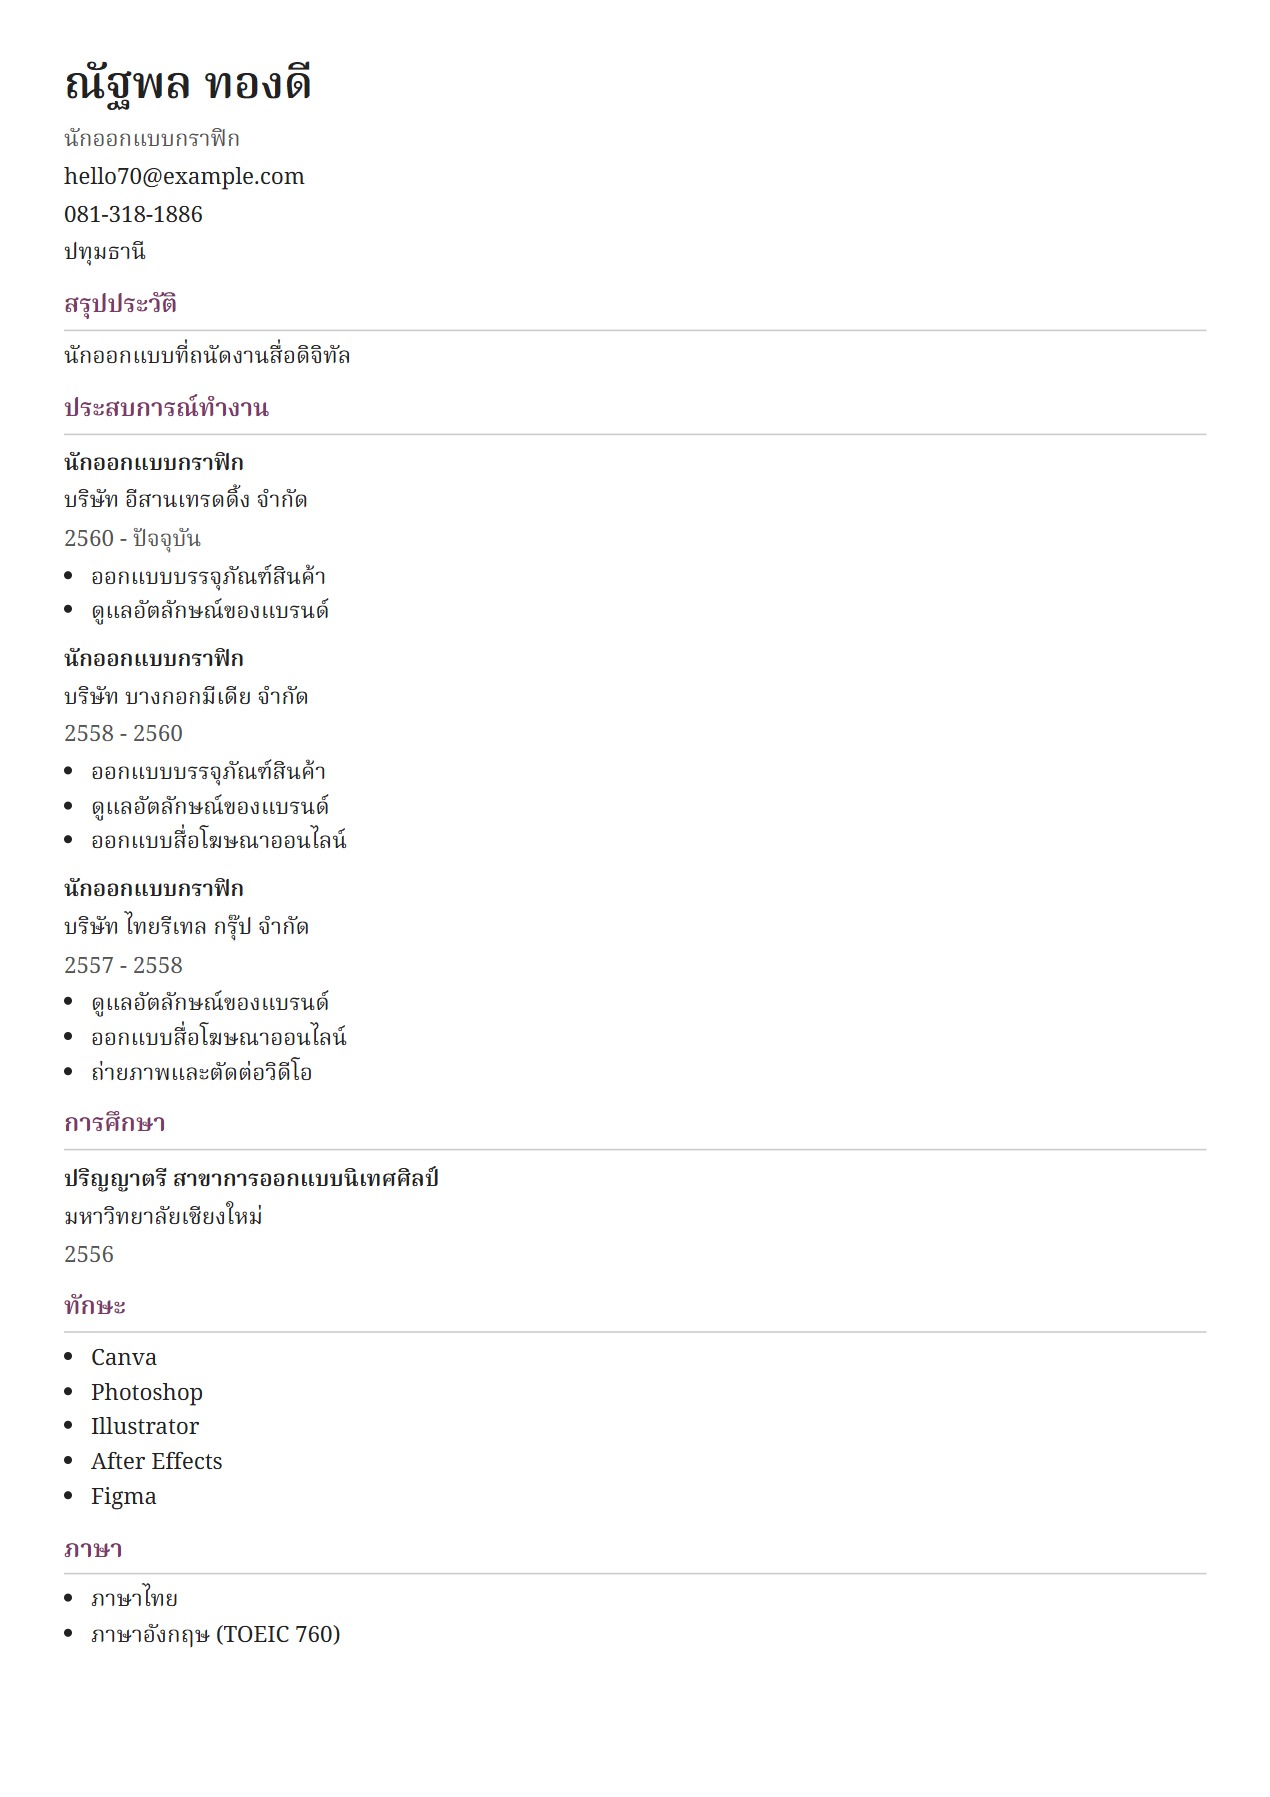 ณัฐพล ทองดี
นักออกแบบกราฟิก
hello70@example.com
081-318-1886
ปทุมธานี
สรุปประวัติ
นักออกแบบที่ถนัดงานสื่อดิจิทัล
ประสบการณ์ทำงาน
นักออกแบบกราฟิก
บริษัท อีสานเทรดดิ้ง จำกัด
2560 - ปัจจุบัน
• ออกแบบบรรจุภัณฑ์สินค้า
• ดูแลอัตลักษณ์ของแบรนด์
นักออกแบบกราฟิก
บริษัท บางกอกมีเดีย จำกัด
2558 - 2560
• ออกแบบบรรจุภัณฑ์สินค้า
• ดูแลอัตลักษณ์ของแบรนด์
• ออกแบบสื่อโฆษณาออนไลน์
นักออกแบบกราฟิก
บริษัท ไทยรีเทล กรุ๊ป จำกัด
2557 - 2558
• ดูแลอัตลักษณ์ของแบรนด์
• ออกแบบสื่อโฆษณาออนไลน์
• ถ่ายภาพและตัดต่อวิดีโอ
การศึกษา
ปริญญาตรี สาขาการออกแบบนิเทศศิลป์
มหาวิทยาลัยเชียงใหม่
2556
ทักษะ
• Canva
• Photoshop
• Illustrator
• After Effects
• Figma
ภาษา
• ภาษาไทย
• ภาษาอังกฤษ (TOEIC 760)